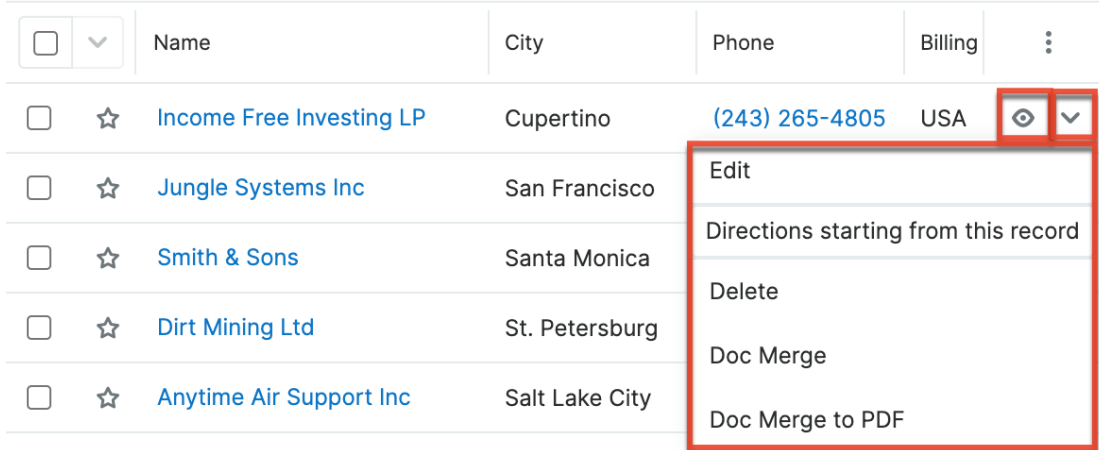 Name City Phone Billing
Income Free Investing LP Cupertino (243) 265-4805 USA
Edit
Jungle Systems Inc San Francisco
Directions starting from this record
Smith & Sons Santa Monica
Delete
Dirt Mining Ltd St. Petersburg
Doc Merge
Anytime Air Support Inc Salt Lake City
Doc Merge to PDF